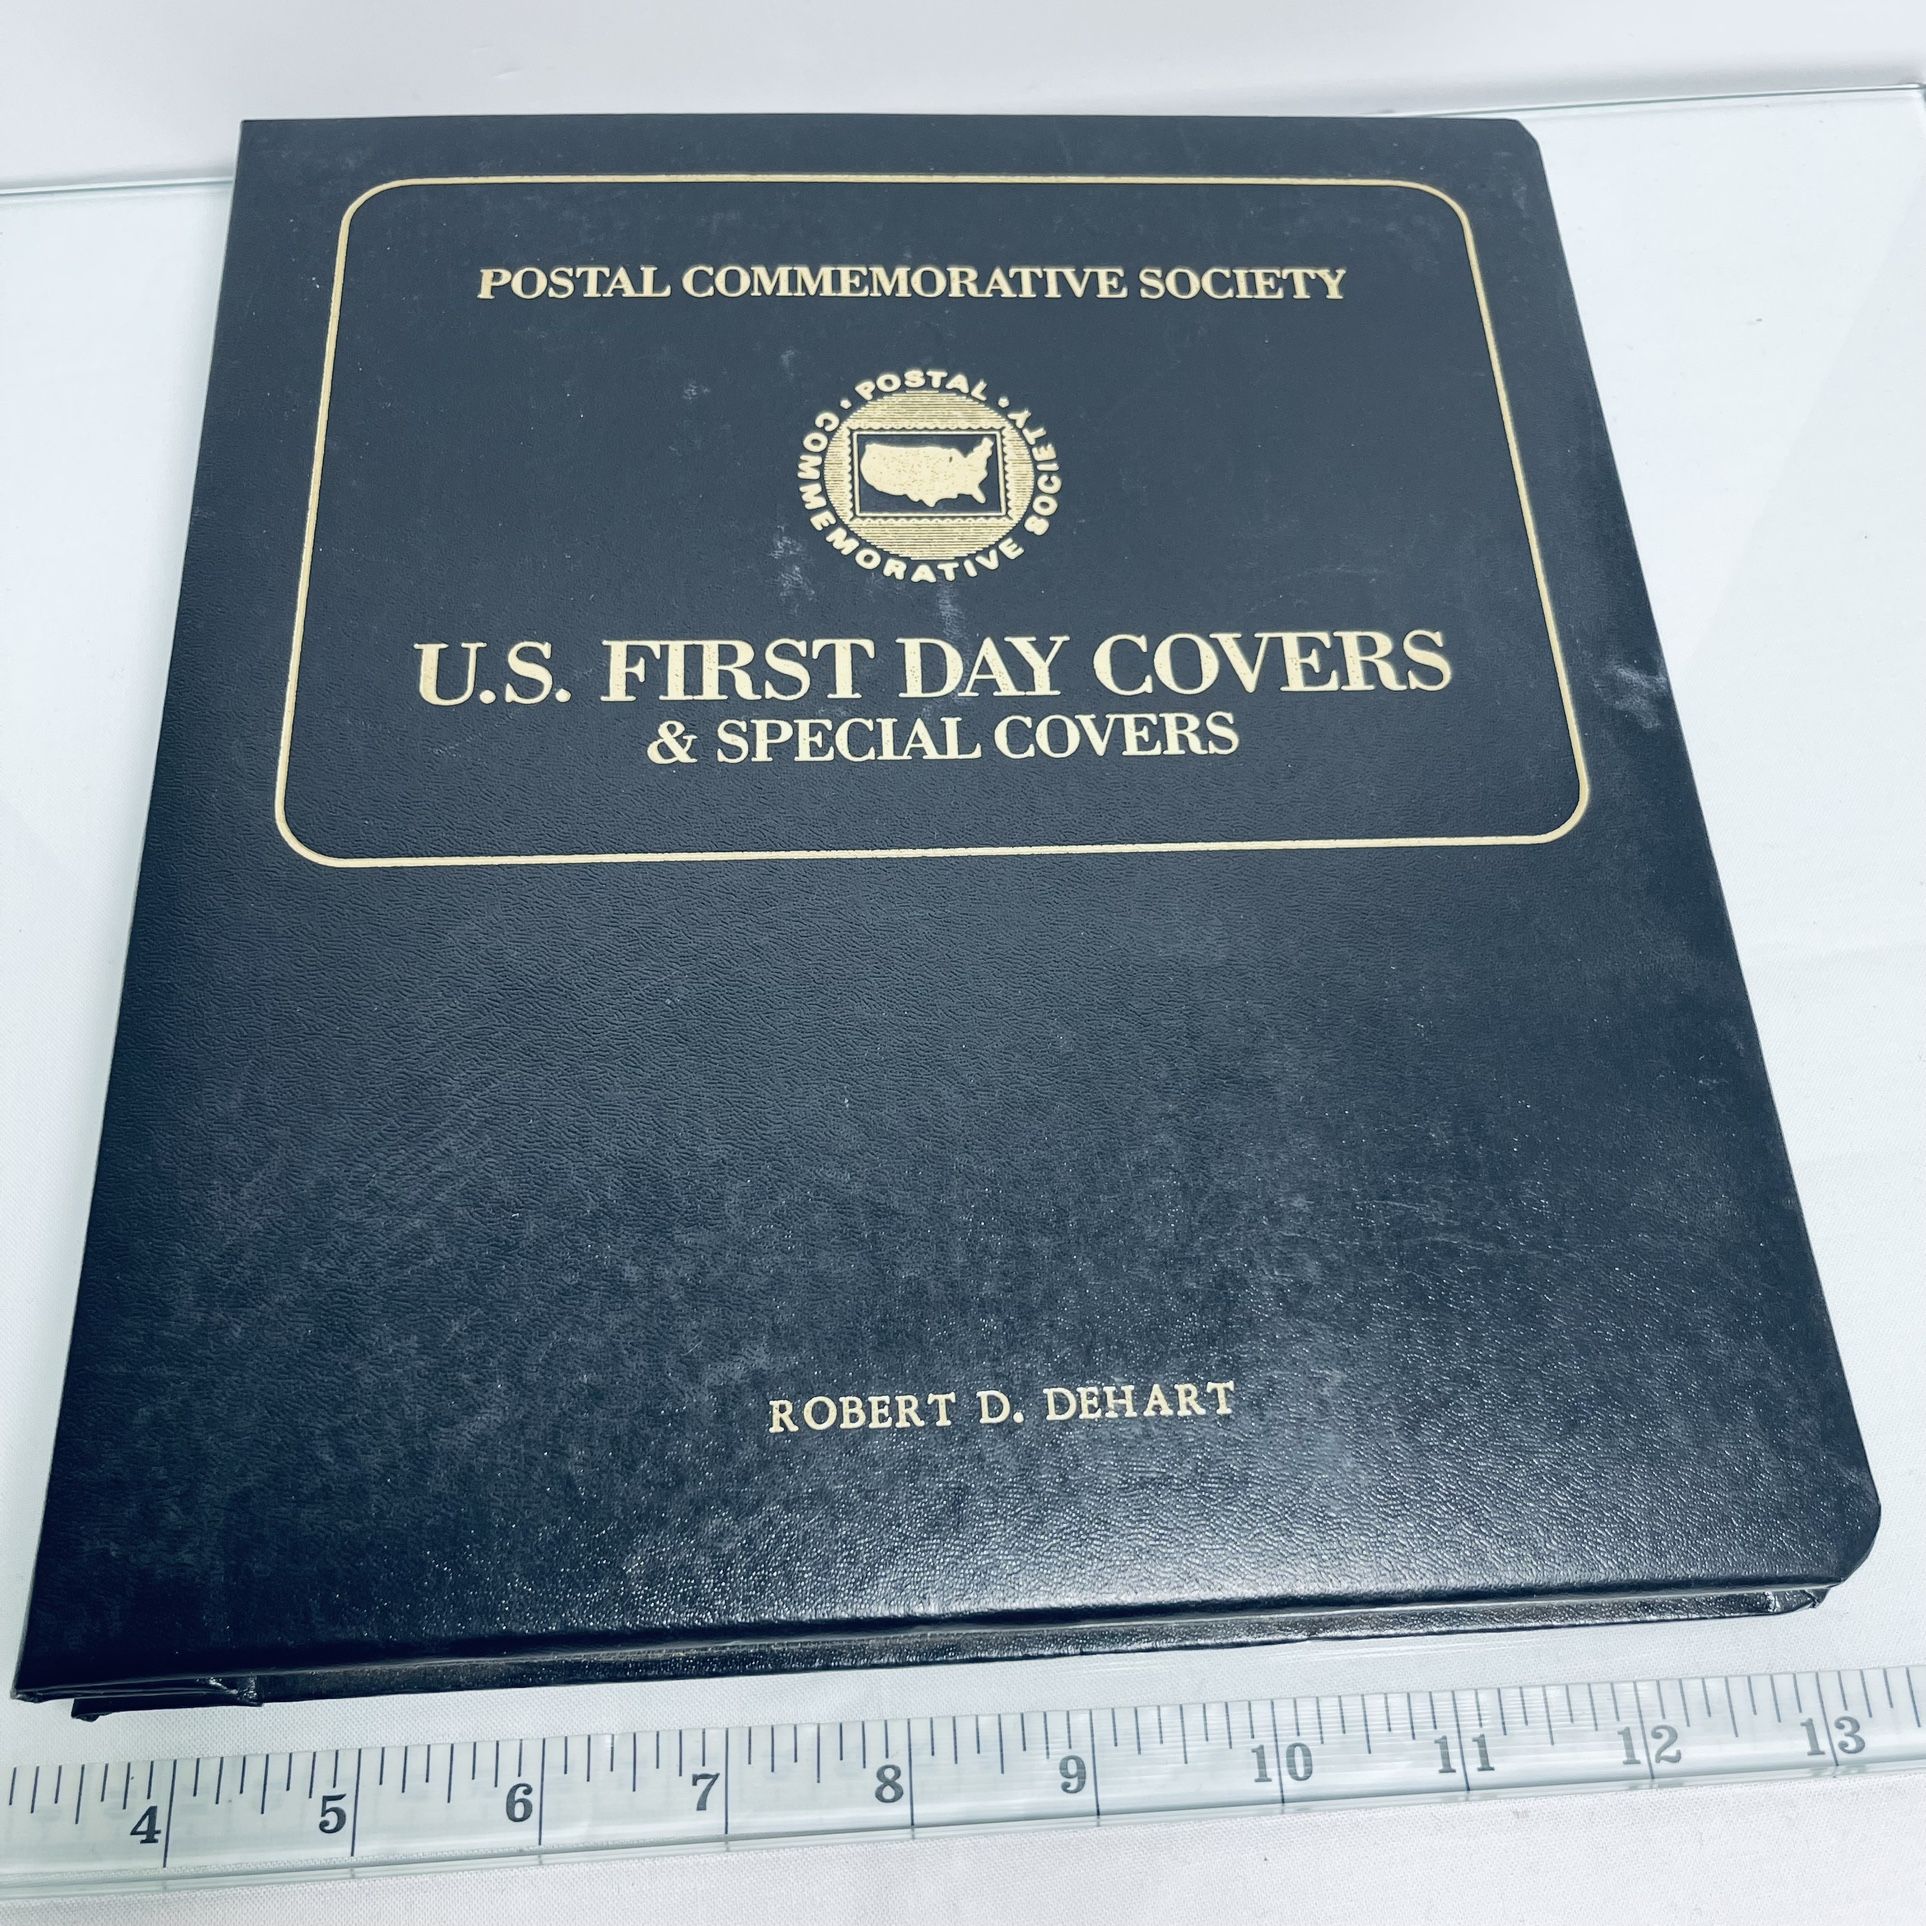 POSTAL COMMEMORATIVE SOCIETY
• POSTAL •
COMMEMORATIVE SOCIETY
U.S. FIRST DAY COVERS
& SPECIAL COVERS
ROBERT D. DEHART
4 5 6 7 8 9 10 11 12 13